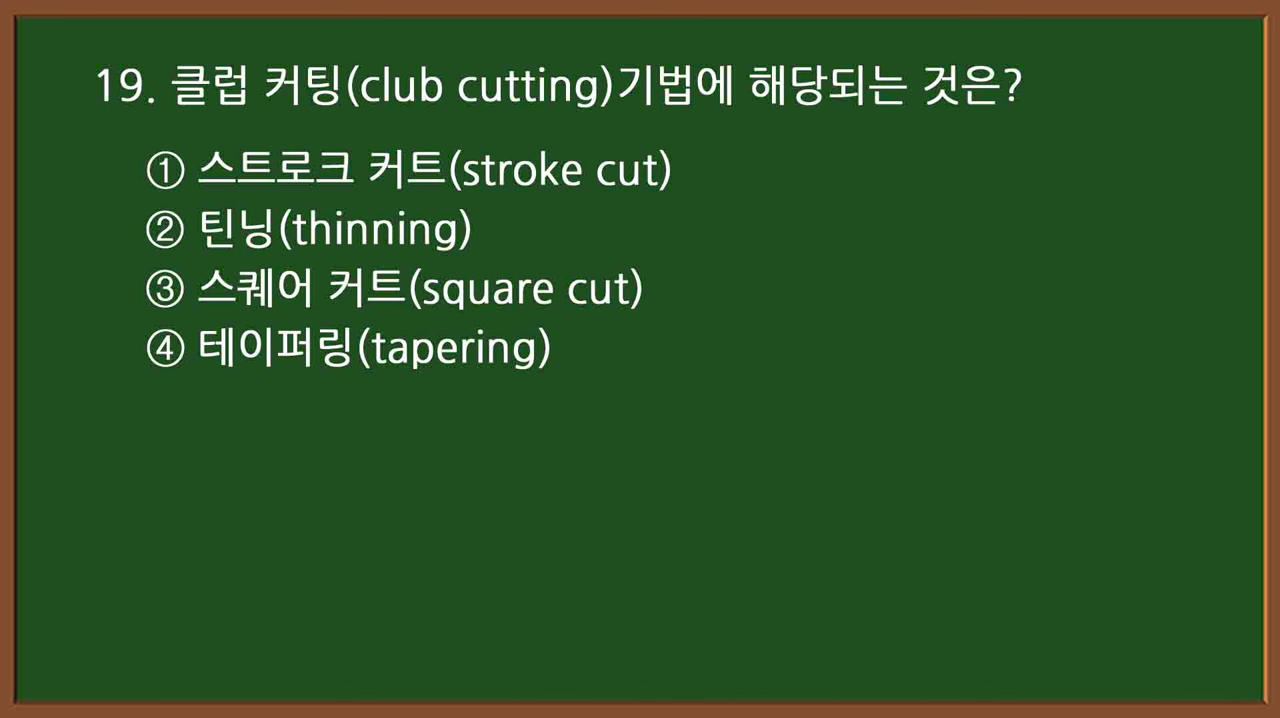 19. 클럽 커팅(club cutting)기법에 해당되는 것은?
① 스트로크 커트(stroke cut)
② 틴닝(thinning)
③ 스퀘어 커트(square cut)
④ 테이퍼링(tapering)